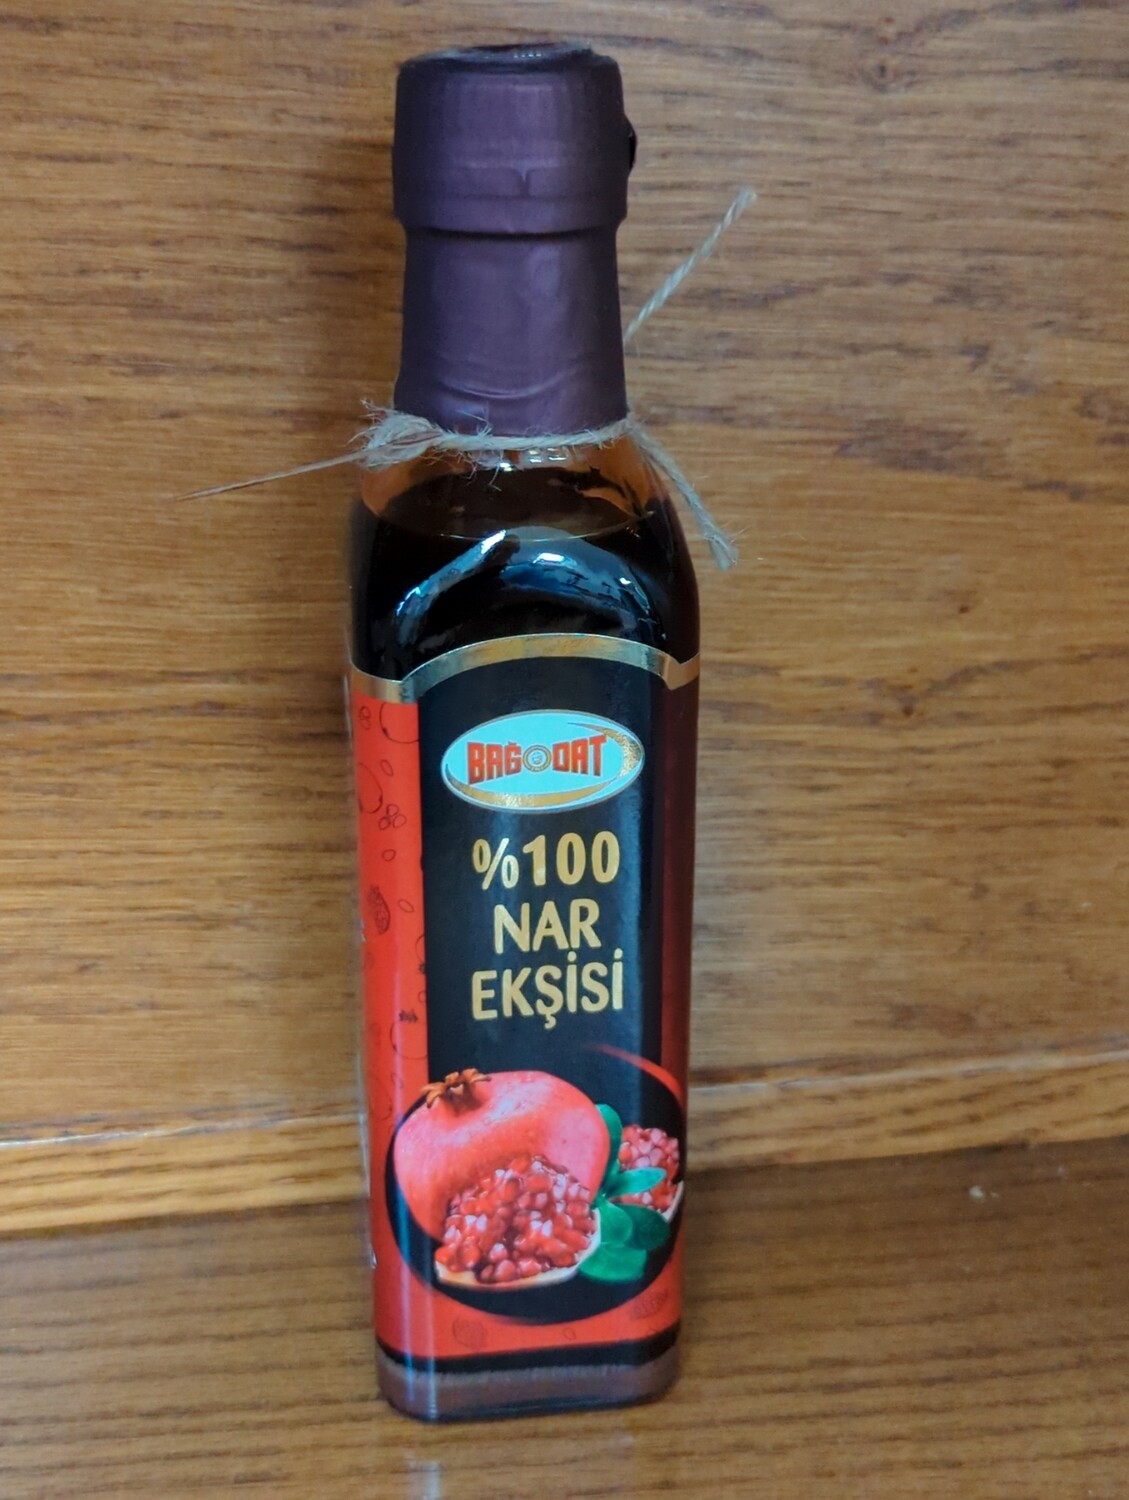 BAĞDAT
%100
NAR
EKŞİSİ